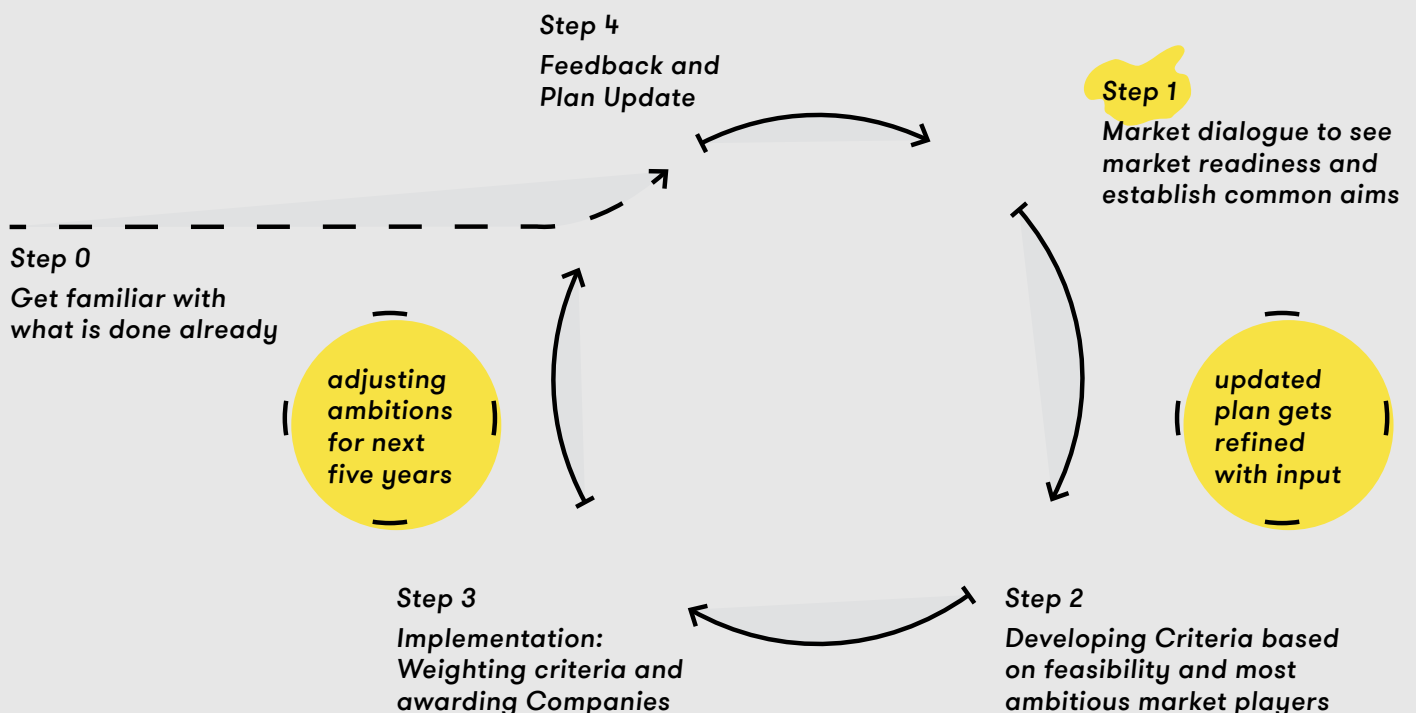 Step 4
Feedback and
Plan Update
Step 1
Market dialogue to see
market readiness and
establish common aims
Step 0
Get familiar with
what is done already
adjusting
ambitions
for next
five years
updated
plan gets
refined
with input
Step 3
Implementation:
Weighting criteria and
awarding Companies
Step 2
Developing Criteria based
on feasibility and most
ambitious market players